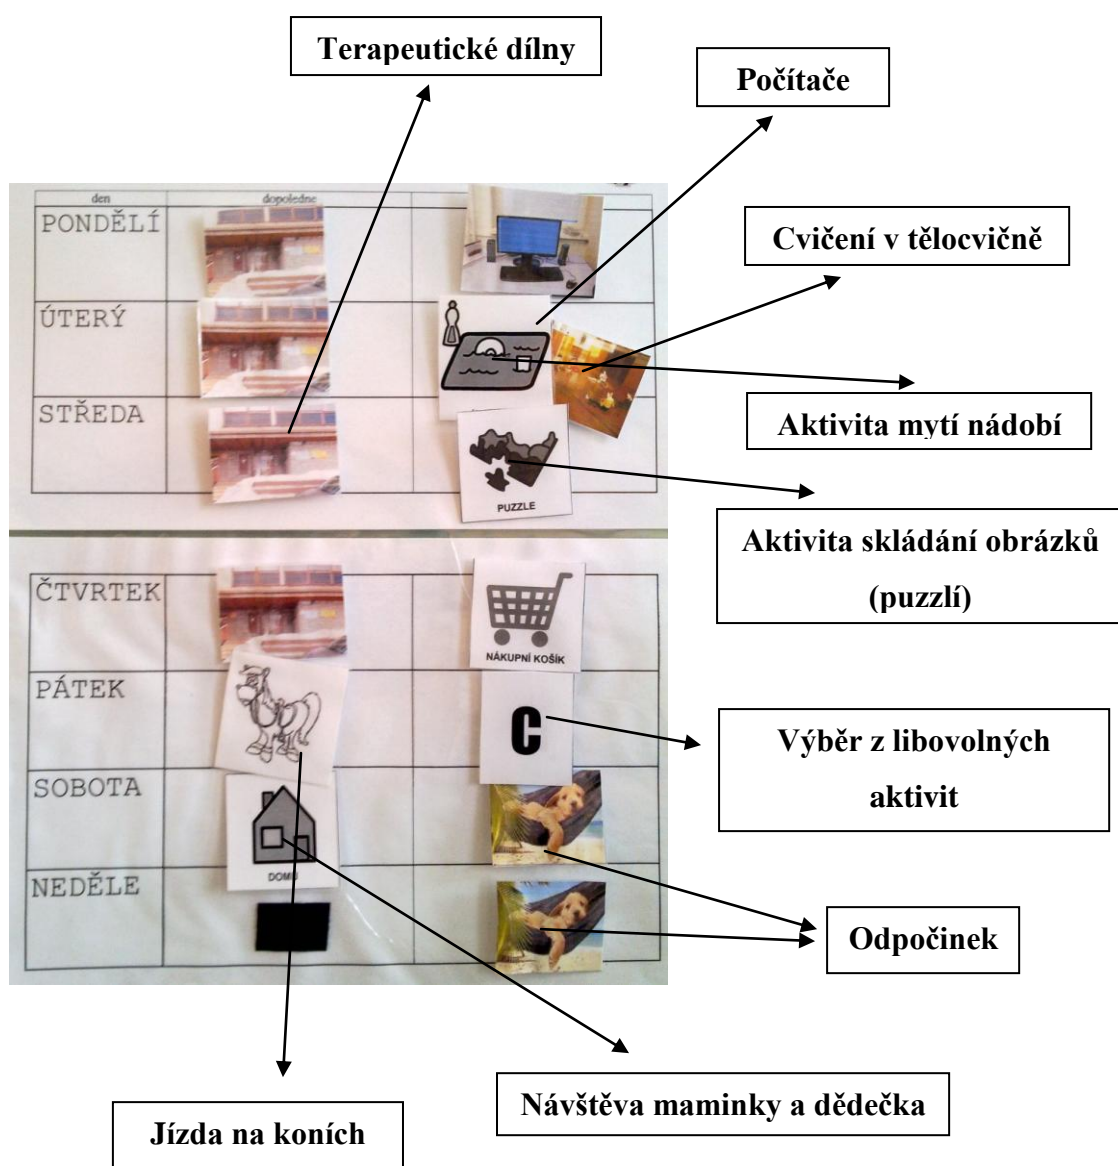 Terapeutické dílny
Počítače
den
dopoledne
PONDĚLÍ
Cvičení v tělocvičně
ÚTERÝ
STŘEDA
Aktivita mytí nádobí
PUZZLE
Aktivita skládání obrázků
(puzzlí)
ČTVRTEK
NÁKUPNÍ KOŠÍK
PÁTEK
C
Výběr z libovolných
aktivit
SOBOTA
DOMŮ
NEDĚLE
Odpočinek
Návštěva maminky a dědečka
Jízda na koních